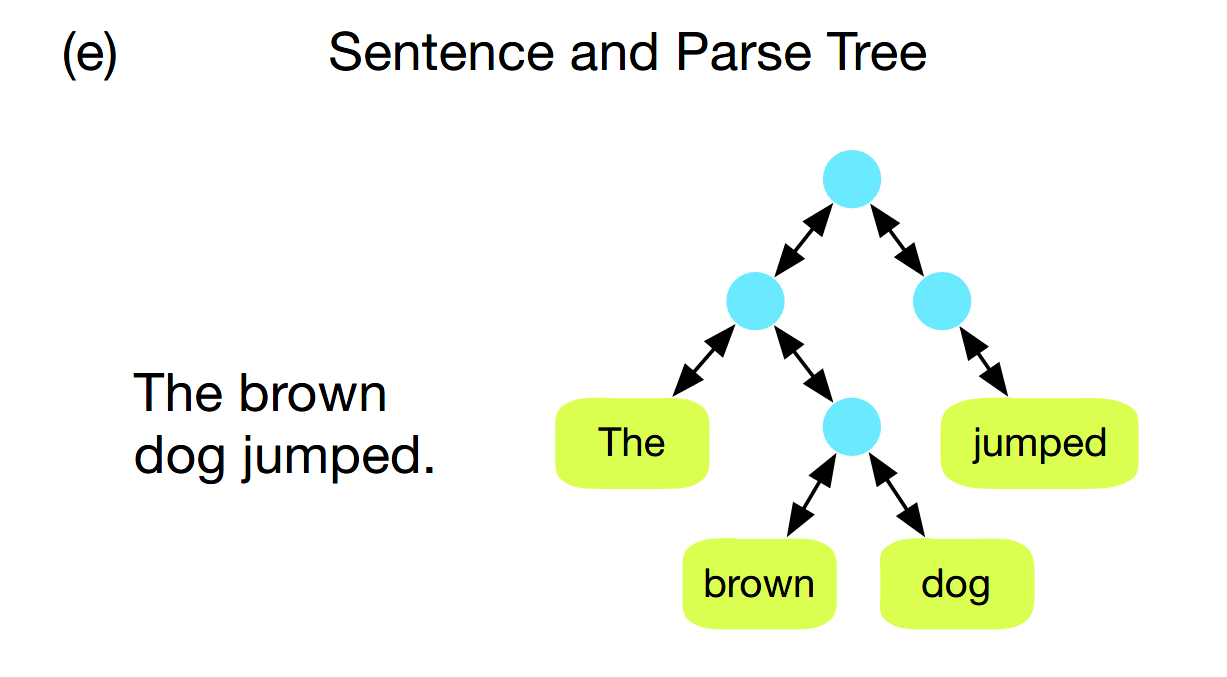 (e) Sentence and Parse Tree
The brown
dog jumped.
The
jumped
brown
dog